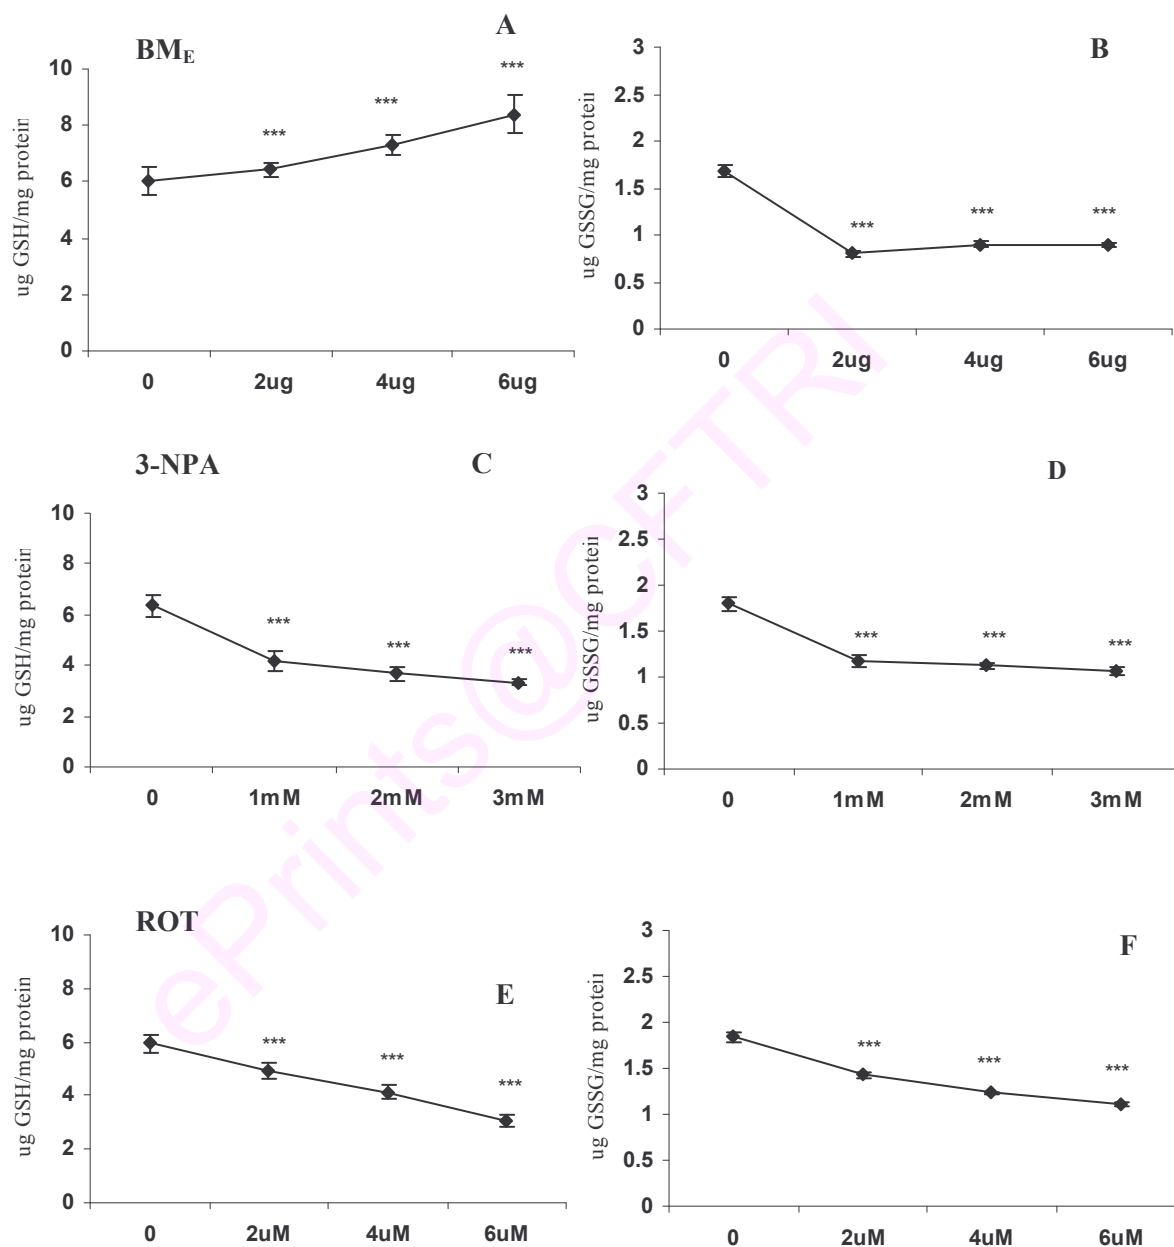 BME
A
***
***
***
10
8
6
4
2
0
ug GSH/mg protein
0 2ug 4ug 6ug
B
3
2.5
2
1.5
1
0.5
0
ug GSSG/mg protein
***
***
***
0 2ug 4ug 6ug
3-NPA
C
10
8
6
4
2
0
ug GSH/mg protein
***
***
***
0 1mM 2mM 3mM
D
3
2.5
2
1.5
1
0.5
0
ug GSSG/mg protein
***
***
***
0 1mM 2mM 3mM
ROT
E
10
8
6
4
2
0
ug GSH/mg protein
***
***
***
0 2uM 4uM 6uM
F
3
2.5
2
1.5
1
0.5
0
ug GSSG/mg protein
***
***
***
0 2uM 4uM 6uM
ePrints@CFTRI